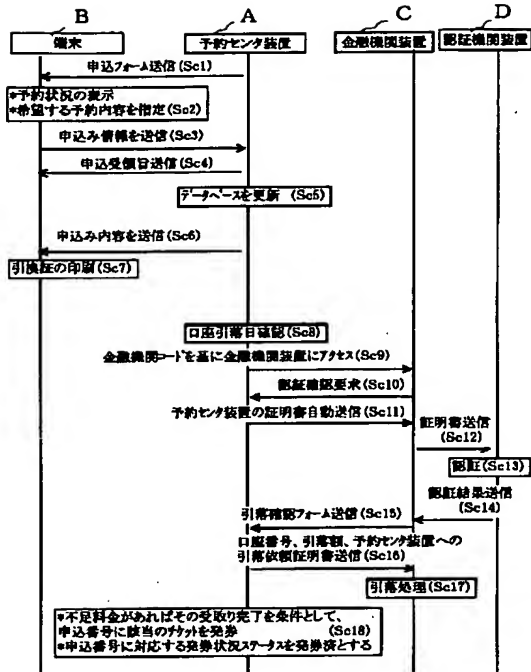 B
A
C
D
端末
予約センタ装置
金融機関装置
認証機関装置
申込フォーム送信(Sc1)
*予約状況の表示
*希望する予約内容を指定(Sc2)
申込み情報を送信(Sc3)
申込受領旨送信(Sc4)
データベースを更新 (Sc5)
申込み内容を送信(Sc6)
引換証の印刷(Sc7)
口座引落日確認(Sc8)
金融機関コードを基に金融機関装置にアクセス(Sc9)
認証確認要求(Sc10)
予約センタ装置の証明書自動送信(Sc11)
証明書送信
(Sc12)
認証(Sc13)
認証結果送信
(Sc14)
引落確認フォーム送信(Sc15)
口座番号、引落額、予約センタ装置への
引落依頼証明書送信(Sc16)
引落処理(Sc17)
*不足料金があればその受取り完了を条件として、
申込番号に該当のチケットを発券 (Sc18)
*申込番号に対応する発券状況ステータスを発券済とする